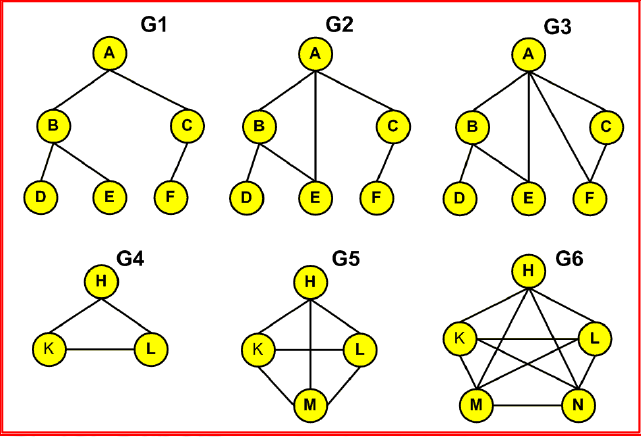 G1 G2 G3
A A A
B C B C B C
D E F D E F D E F
G4 G5 G6
H H H
K L K L K L
M M N